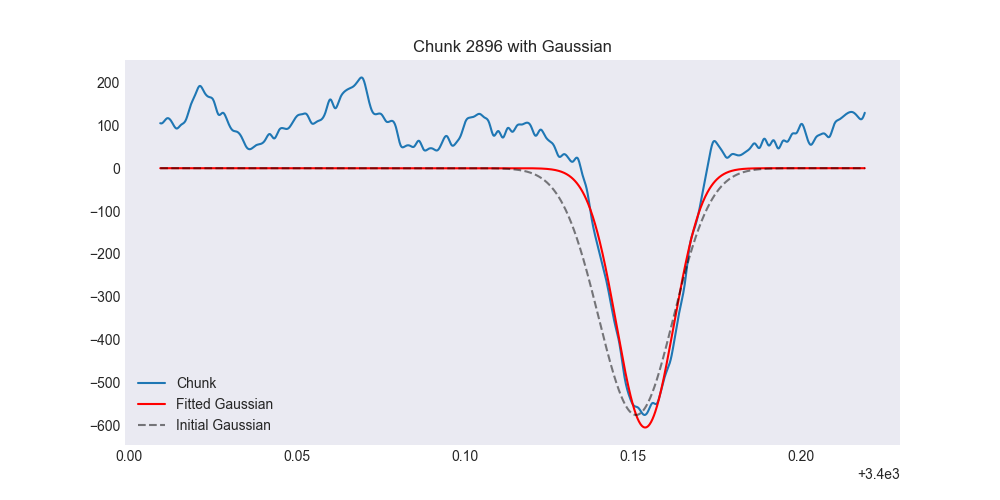 Chunk 2896 with Gaussian
200
100
0
−100
−200
−300
−400
−500
−600
Chunk
Fitted Gaussian
Initial Gaussian
0.00 0.05 0.10 0.15 0.20
+3.4e3